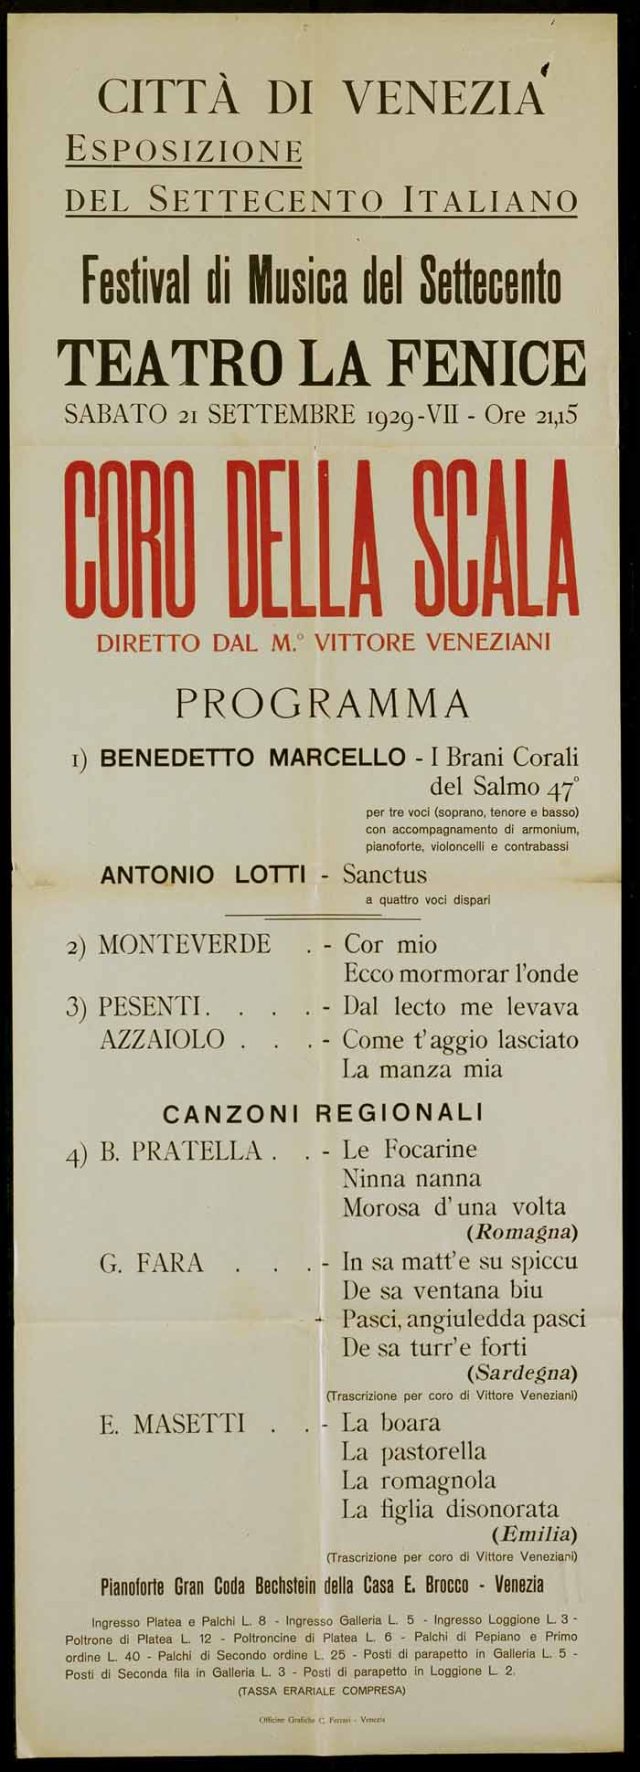 CITTÀ DI VENEZIA
ESPOSIZIONE
DEL SETTECENTO ITALIANO
Festival di Musica del Settecento
TEATRO LA FENICE
SABATO 21 SETTEMBRE 1929-VII - Ore 21,15
CORO DELLA SCALA
DIRETTO DAL M.° VITTORE VENEZIANI
PROGRAMMA
1) BENEDETTO MARCELLO - I Brani Corali
del Salmo 47°
per tre voci (soprano, tenore e basso)
con accompagnamento di armonium,
pianoforte, violoncelli e contrabassi
ANTONIO LOTTI - Sanctus
a quattro voci dispari
2) MONTEVERDE . - Cor mio
Ecco mormorar l'onde
3) PESENTI. . . . - Dal lecto me levava
AZZAIOLO . . . - Come t'aggio lasciato
La manza mia
CANZONI REGIONALI
4) B. PRATELLA . . - Le Focarine
Ninna nanna
Morosa d'una volta
(Romagna)
G. FARA . . . - In sa matt'e su spiccu
De sa ventana biu
- Pasci, angiuledda pasci
De sa turr'e forti
(Sardegna)
(Trascrizione per coro di Vittore Veneziani)
E. MASETTI . . - La boara
La pastorella
La romagnola
La figlia disonorata
(Emilia)
(Trascrizione per coro di Vittore Veneziani)
Pianoforte Gran Coda Bechstein della Casa E. Brocco - Venezia
Ingresso Platea e Palchi L. 8 - Ingresso Galleria L. 5 - Ingresso Loggione L. 3 -
Poltrone di Platea L. 12 - Poltroncine di Platea L. 6 - Palchi di Pepiano e Primo
ordine L. 40 - Palchi di Secondo ordine L. 25 - Posti di parapetto in Galleria L. 5 -
Posti di Seconda fila in Galleria L. 3 - Posti di parapetto in Loggione L. 2.
(TASSA ERARIALE COMPRESA)
Officine Grafiche C. Ferrari - Venezia